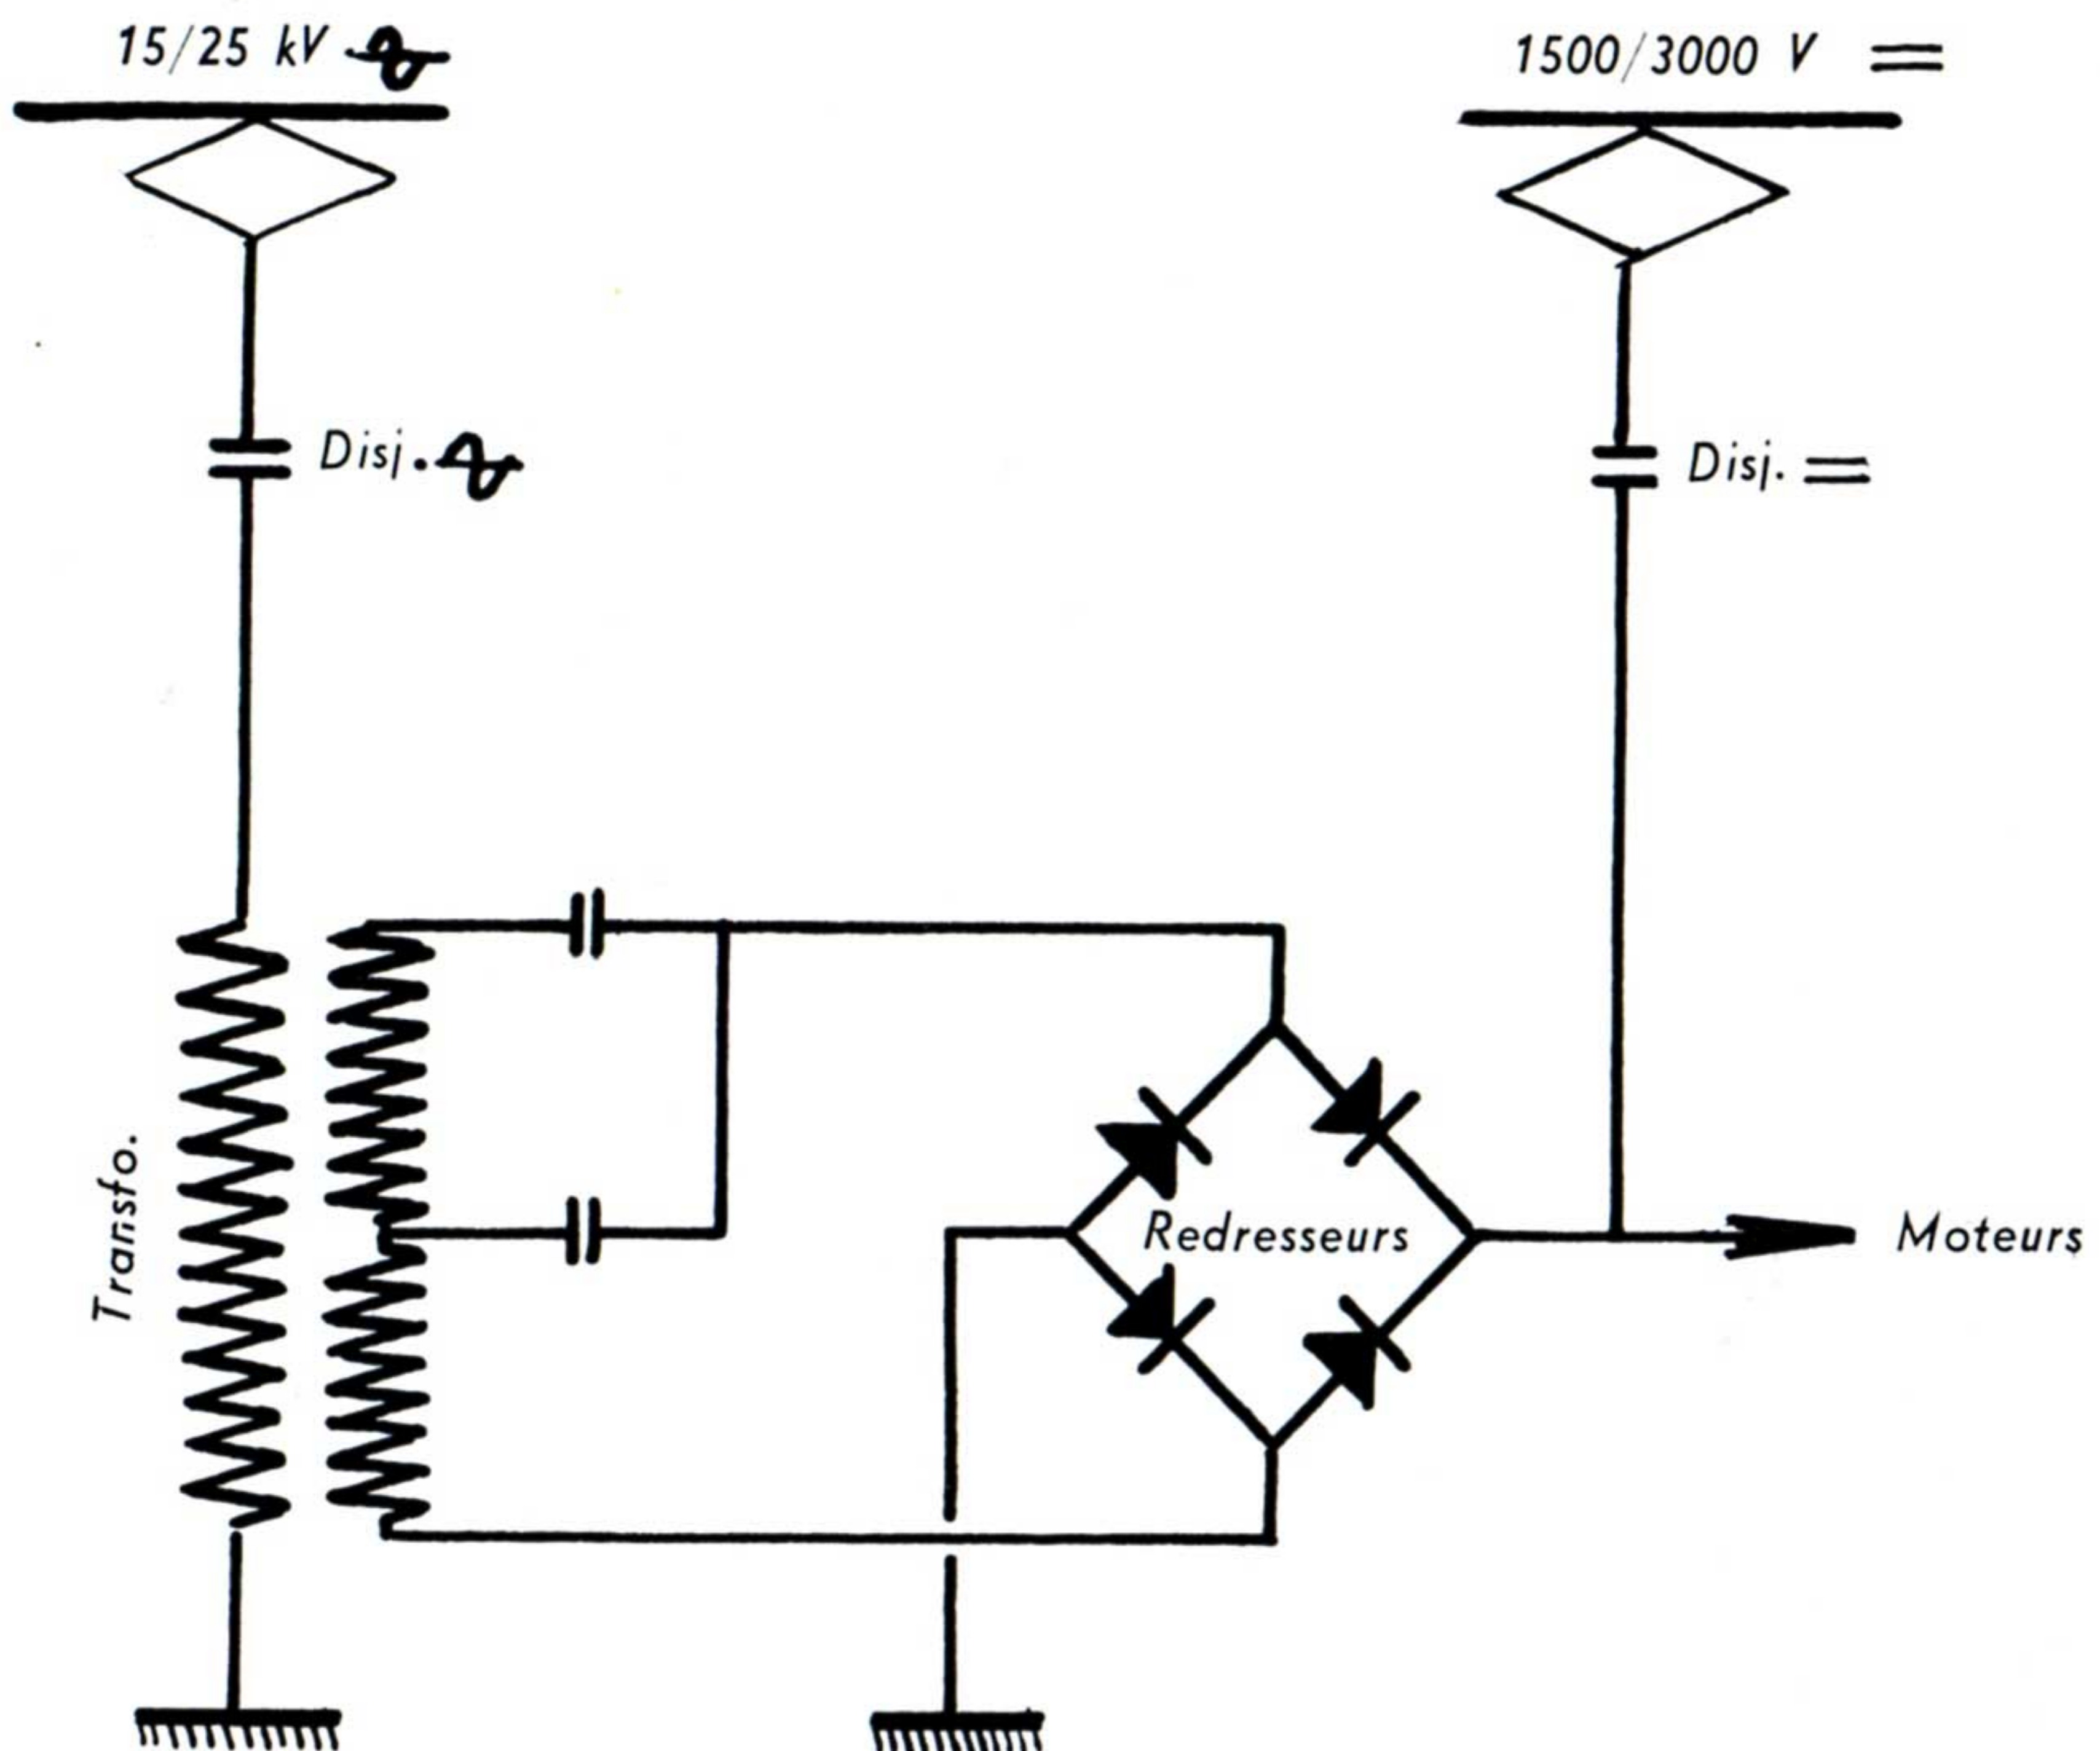 15/25 kV
1500/3000 V =
Disj.
Disj. =
Transfo.
Redresseurs
Moteurs